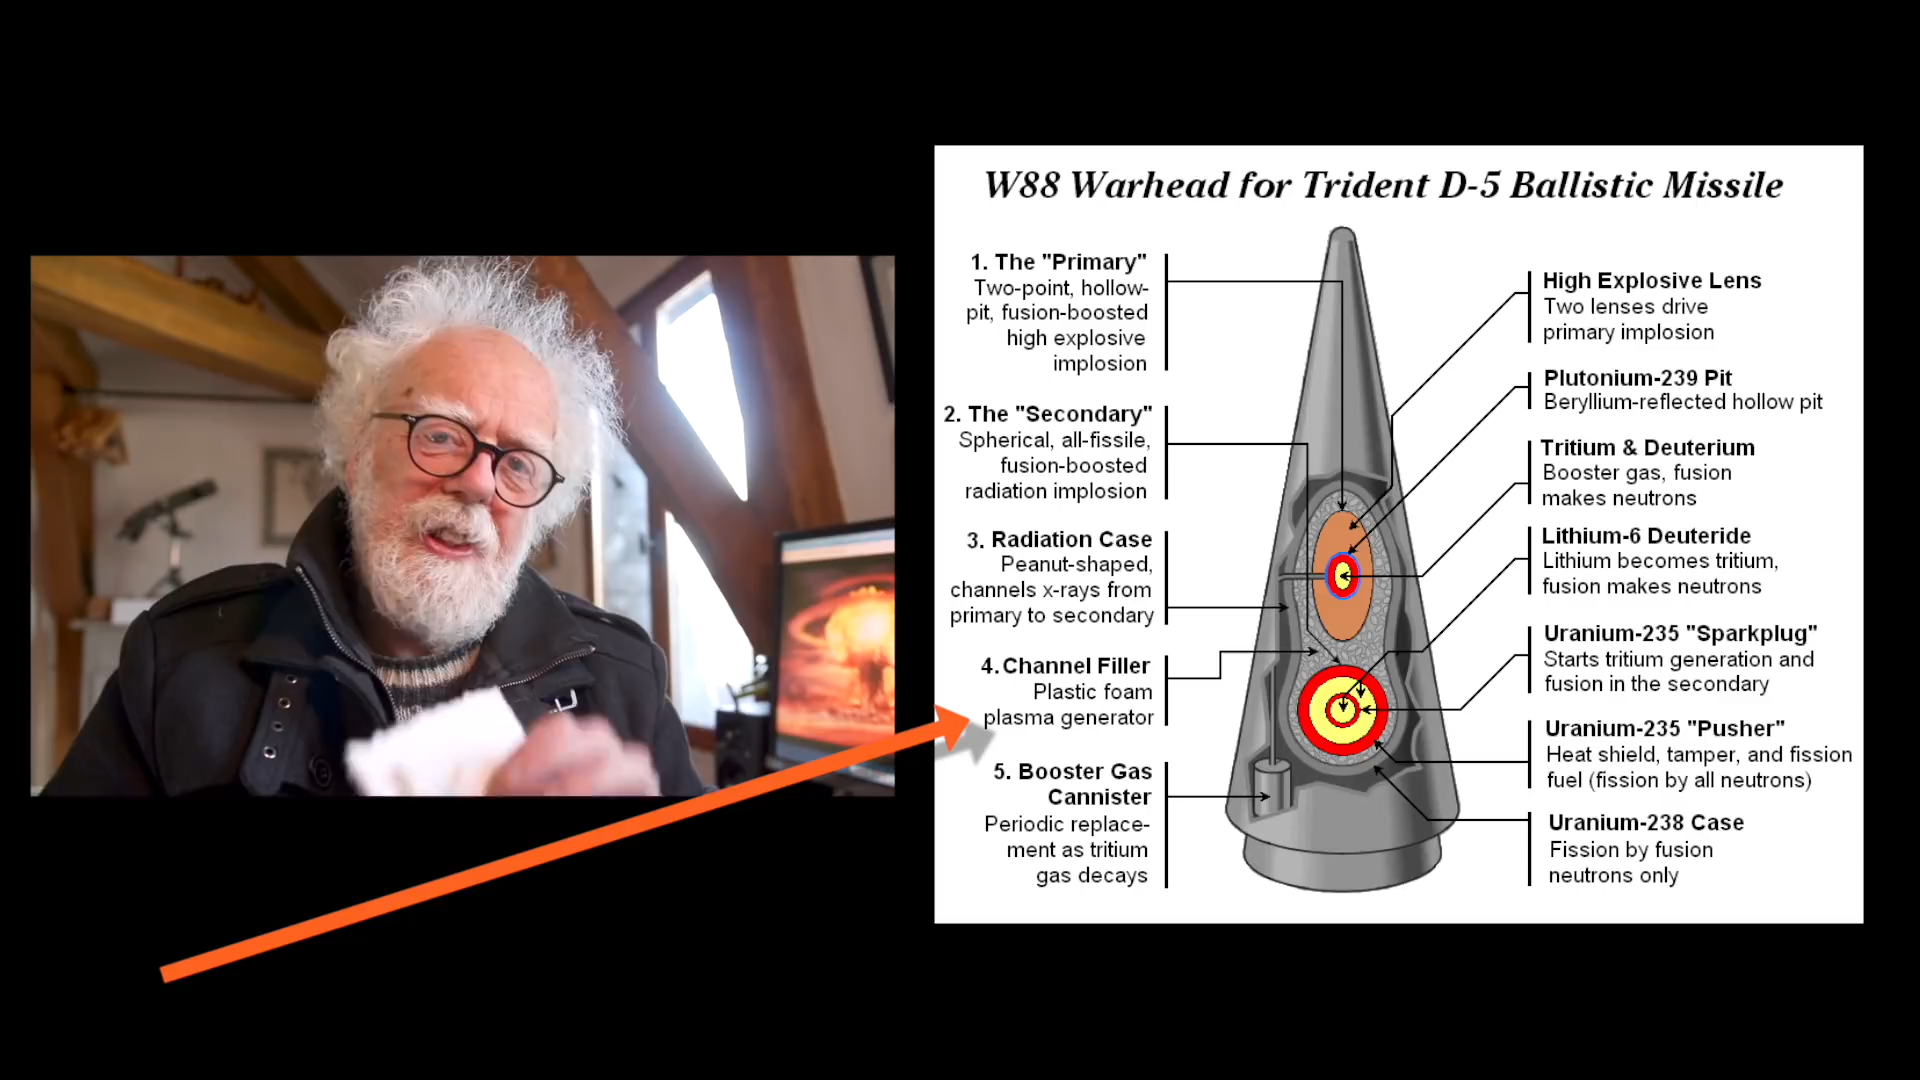 W88 Warhead for Trident D-5 Ballistic Missile
1. The "Primary"
Two-point, hollow-
pit, fusion-boosted
high explosive
implosion
2. The "Secondary"
Spherical, all-fissile,
fusion-boosted
radiation implosion
3. Radiation Case
Peanut-shaped,
channels x-rays from
primary to secondary
4. Channel Filler
Plastic foam
plasma generator
5. Booster Gas
Cannister
Periodic replace-
ment as tritium
gas decays
High Explosive Lens
Two lenses drive
primary implosion
Plutonium-239 Pit
Beryllium-reflected hollow pit
Tritium & Deuterium
Booster gas, fusion
makes neutrons
Lithium-6 Deuteride
Lithium becomes tritium,
fusion makes neutrons
Uranium-235 "Sparkplug"
Starts tritium generation and
fusion in the secondary
Uranium-235 "Pusher"
Heat shield, tamper, and fission
fuel (fission by all neutrons)
Uranium-238 Case
Fission by fusion
neutrons only